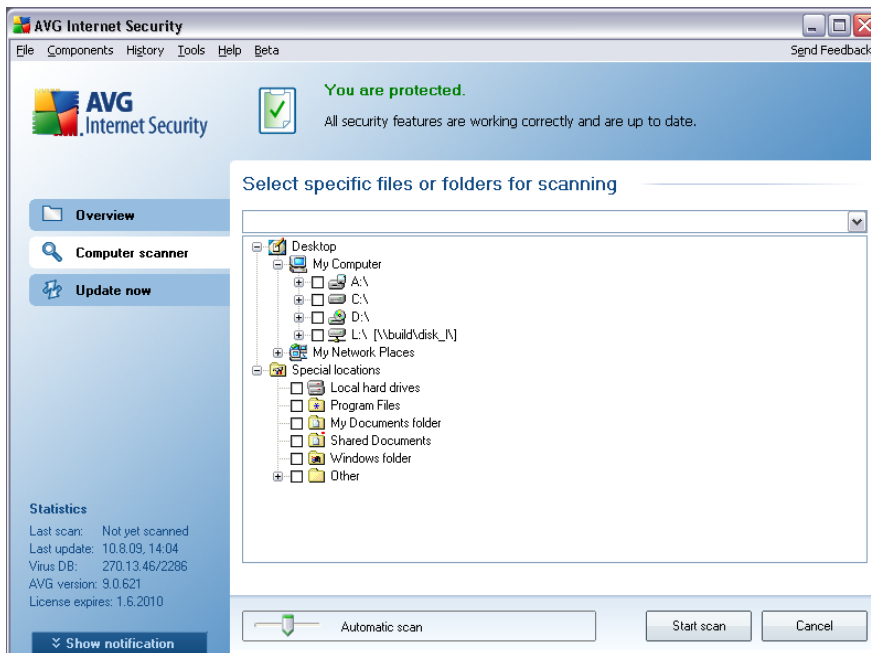 AVG Internet Security
File Components History Tools Help Beta Send Feedback
AVG
Internet Security
You are protected.
All security features are working correctly and are up to date.
Overview
Computer scanner
Update now
Select specific files or folders for scanning
Desktop
My Computer
A:\
C:\
D:\
L:\ [\\build\disk_l\]
My Network Places
Special locations
Local hard drives
Program Files
My Documents folder
Shared Documents
Windows folder
Other
Statistics
Last scan: Not yet scanned
Last update: 10.8.09, 14:04
Virus DB: 270.13.46/2286
AVG version: 9.0.621
License expires: 1.6.2010
Show notification
Automatic scan
Start scan
Cancel